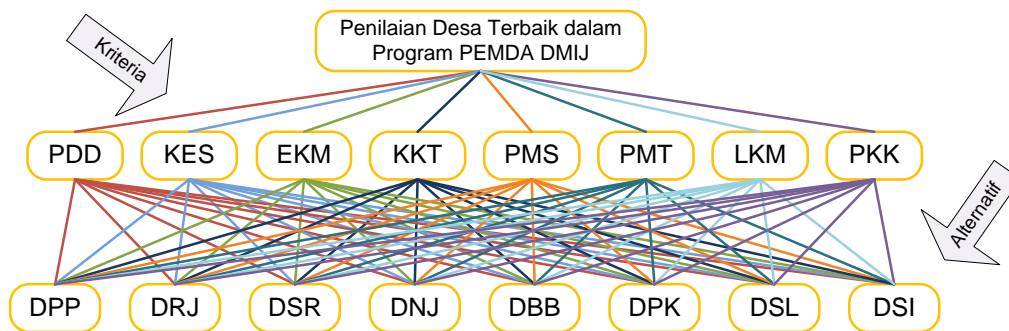 Penilaian Desa Terbaik dalam
Program PEMDA DMIJ
Kriteria
PDD KES EKM KKT PMS PMT LKM PKK
Alternatif
DPP DRJ DSR DNJ DBB DPK DSL DSI